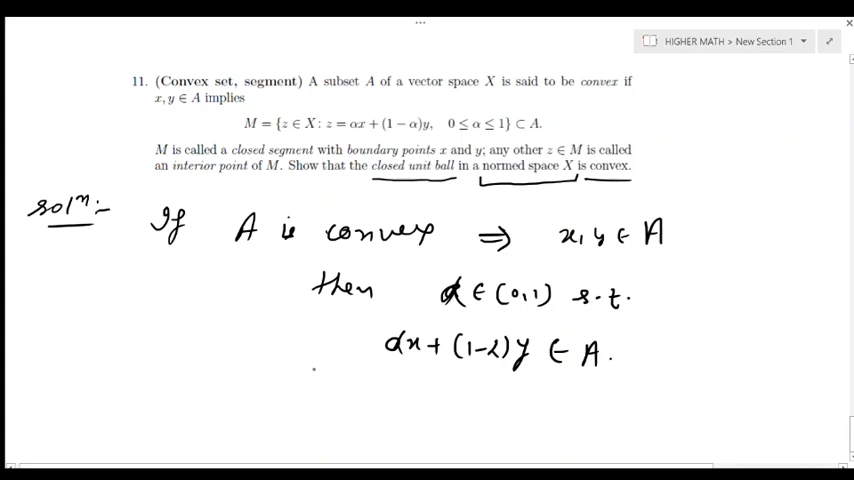 HIGHER MATH > New Section 1
11. (Convex set, segment) A subset A of a vector space X is said to be convex if
x, y ∈ A implies
M = {z ∈ X: z = αx + (1 − α)y, 0 ≤ α ≤ 1} ⊂ A.
M is called a closed segment with boundary points x and y; any other z ∈ M is called
an interior point of M. Show that the closed unit ball in a normed space X is convex.
solⁿ:- If A is convex ⇒ x, y ∈ A
then α ∈ (0,1) s.t.
αx + (1-α)y ∈ A.